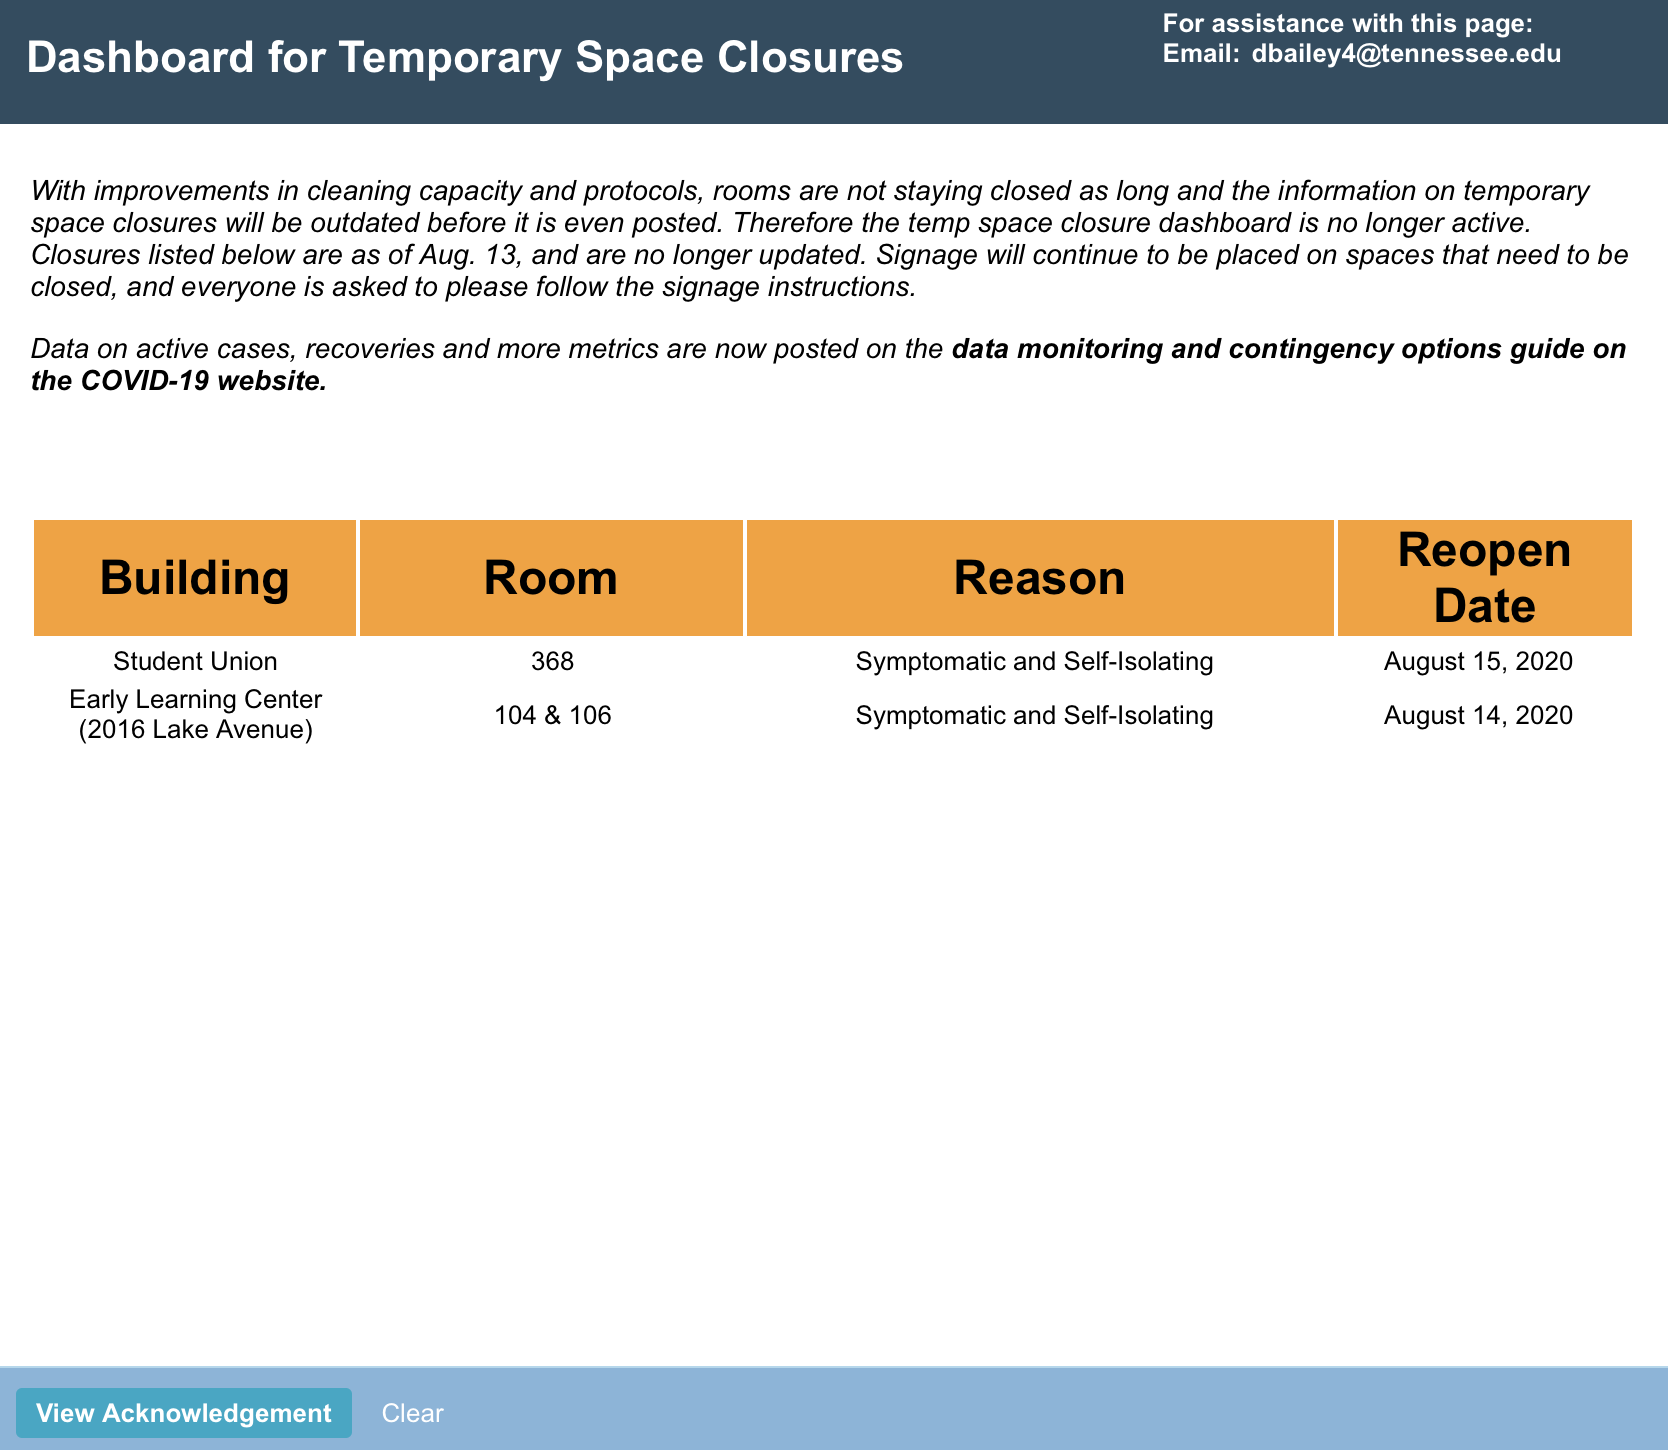 Dashboard for Temporary Space Closures
For assistance with this page:
Email: dbailey4@tennessee.edu
With improvements in cleaning capacity and protocols, rooms are not staying closed as long and the information on temporary
space closures will be outdated before it is even posted. Therefore the temp space closure dashboard is no longer active.
Closures listed below are as of Aug. 13, and are no longer updated. Signage will continue to be placed on spaces that need to be
closed, and everyone is asked to please follow the signage instructions.
Data on active cases, recoveries and more metrics are now posted on the data monitoring and contingency options guide on
the COVID-19 website.
Building Room Reason Reopen
Date
Student Union 368 Symptomatic and Self-Isolating August 15, 2020
Early Learning Center
(2016 Lake Avenue) 104 & 106 Symptomatic and Self-Isolating August 14, 2020
View Acknowledgement Clear